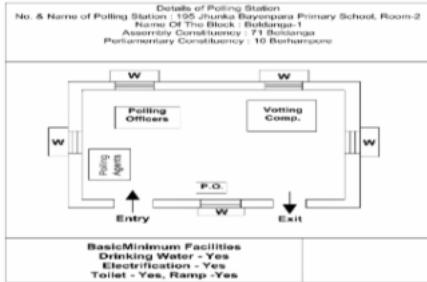 Details of Polling Station
No. & Name of Polling Station : 195 Jhunka Bayenpara Primary School, Room-2
Name Of The Block : Beldanga-1
Assembly Constituency : 71 Beldanga
Parliamentary Constituency : 10 Berhampore
W
W
Polling
Officers
Votting
Comp.
W
W
Polling
Agents
P.O.
W
Entry
Exit
BasicMinimum Facilities
Drinking Water - Yes
Electrification - Yes
Toilet - Yes, Ramp -Yes